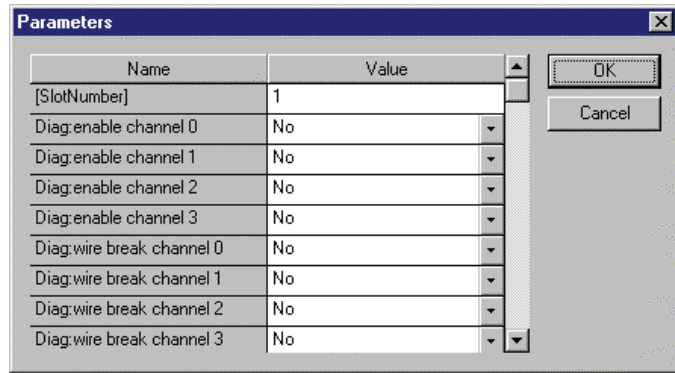 Parameters
Name Value
[SlotNumber] 1
Diag:enable channel 0 No
Diag:enable channel 1 No
Diag:enable channel 2 No
Diag:enable channel 3 No
Diag:wire break channel 0 No
Diag:wire break channel 1 No
Diag:wire break channel 2 No
Diag:wire break channel 3 No
OK
Cancel